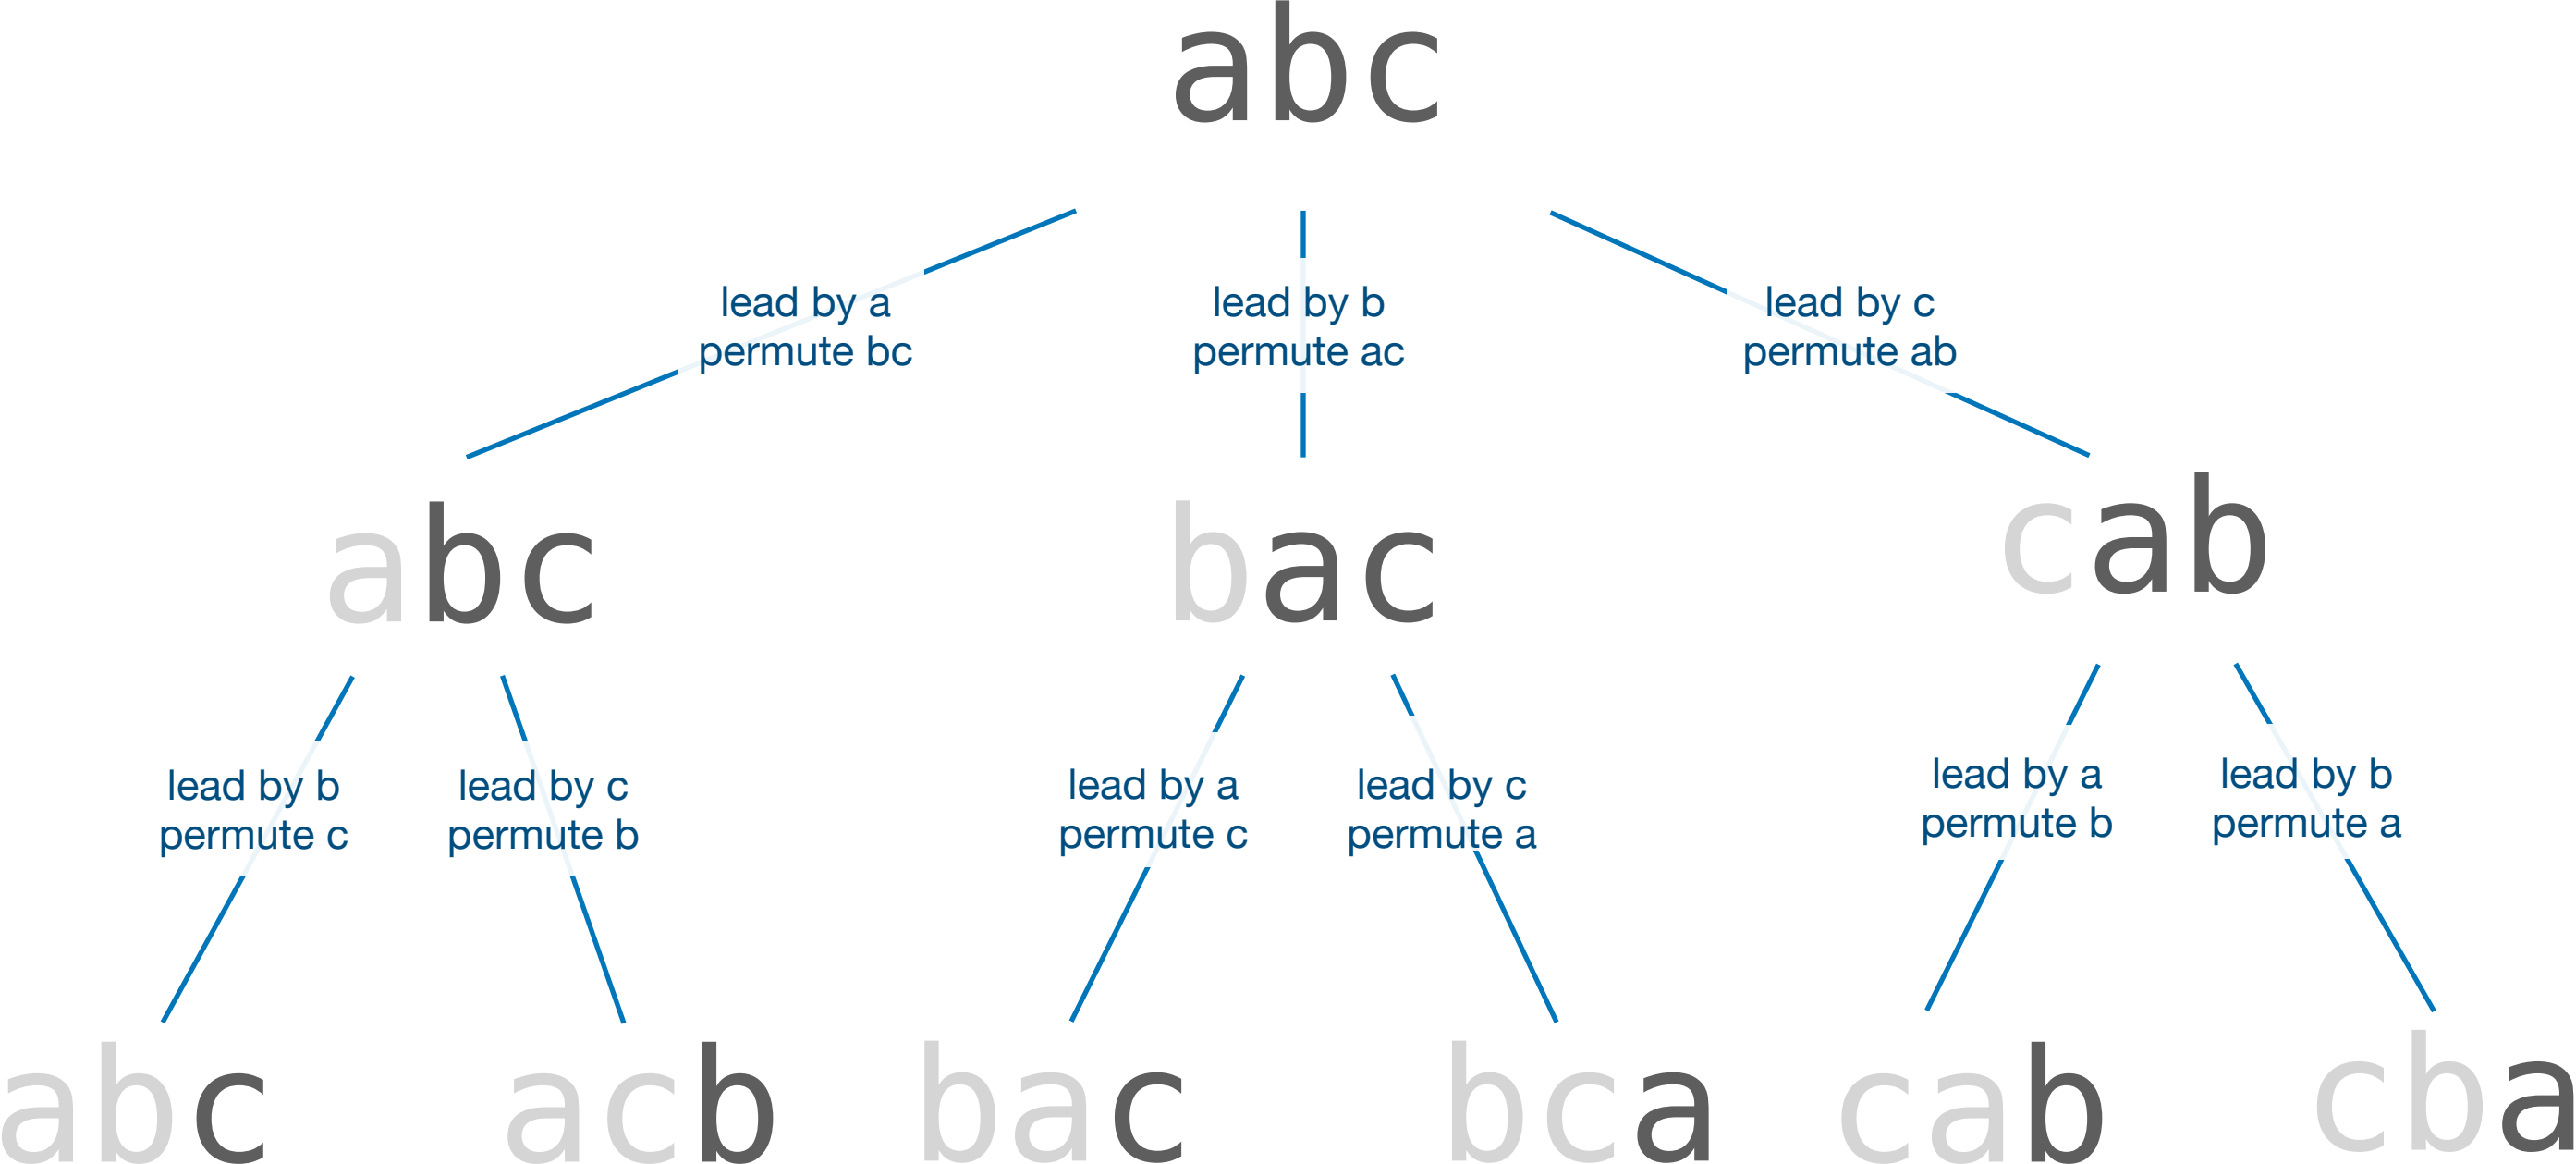 abc
lead by a
permute bc
lead by b
permute ac
lead by c
permute ab
abc
bac
cab
lead by b
permute c
lead by c
permute b
lead by a
permute c
lead by c
permute a
lead by a
permute b
lead by b
permute a
abc
acb
bac
bca
cab
cba